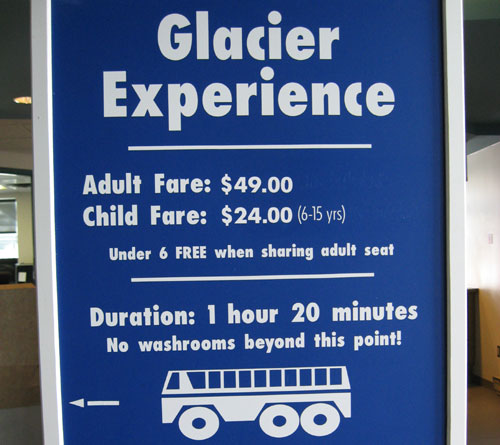 Glacier
Experience
Adult Fare: $49.00
Child Fare: $24.00 (6-15 yrs)
Under 6 FREE when sharing adult seat
Duration: 1 hour 20 minutes
No washrooms beyond this point!